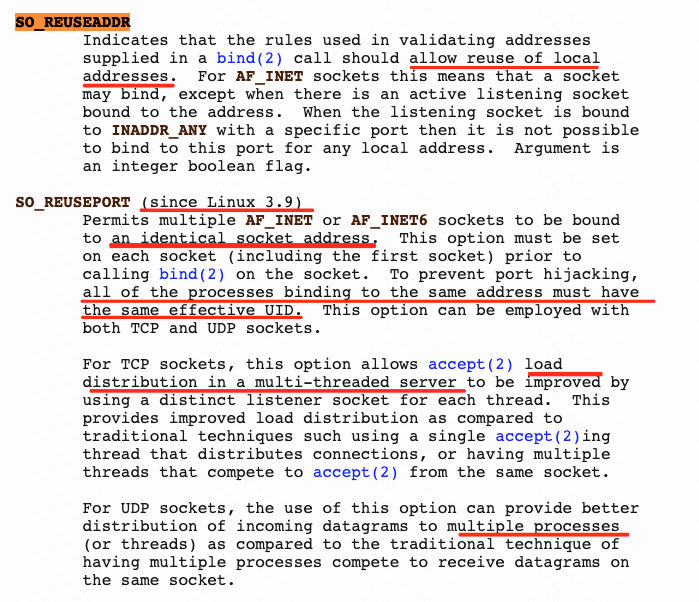 SO_REUSEADDR
Indicates that the rules used in validating addresses
supplied in a bind(2) call should allow reuse of local
addresses.  For AF_INET sockets this means that a socket
may bind, except when there is an active listening socket
bound to the address.  When the listening socket is bound
to INADDR_ANY with a specific port then it is not possible
to bind to this port for any local address.  Argument is
an integer boolean flag.
SO_REUSEPORT (since Linux 3.9)
Permits multiple AF_INET or AF_INET6 sockets to be bound
to an identical socket address.  This option must be set
on each socket (including the first socket) prior to
calling bind(2) on the socket.  To prevent port hijacking,
all of the processes binding to the same address must have
the same effective UID.  This option can be employed with
both TCP and UDP sockets.
For TCP sockets, this option allows accept(2) load
distribution in a multi-threaded server to be improved by
using a distinct listener socket for each thread.  This
provides improved load distribution as compared to
traditional techniques such using a single accept(2)ing
thread that distributes connections, or having multiple
threads that compete to accept(2) from the same socket.
For UDP sockets, the use of this option can provide better
distribution of incoming datagrams to multiple processes
(or threads) as compared to the traditional technique of
having multiple processes compete to receive datagrams on
the same socket.